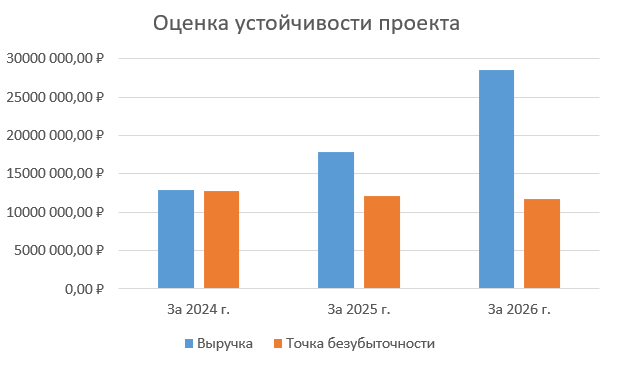 Оценка устойчивости проекта
30000 000,00 ₽
25000 000,00 ₽
20000 000,00 ₽
15000 000,00 ₽
10000 000,00 ₽
5000 000,00 ₽
0,00 ₽
За 2024 г.
За 2025 г.
За 2026 г.
Выручка
Точка безубыточности